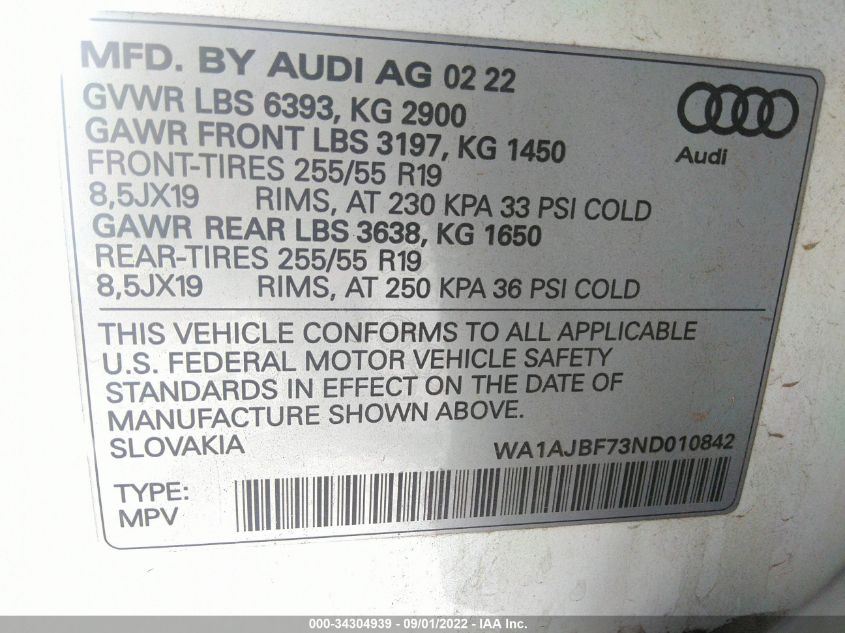 MFD. BY AUDI AG 02 22
GVWR LBS 6393, KG 2900
GAWR FRONT LBS 3197, KG 1450
FRONT-TIRES 255/55 R19
8,5JX19 RIMS, AT 230 KPA 33 PSI COLD
GAWR REAR LBS 3638, KG 1650
REAR-TIRES 255/55 R19
8,5JX19 RIMS, AT 250 KPA 36 PSI COLD
Audi
THIS VEHICLE CONFORMS TO ALL APPLICABLE
U.S. FEDERAL MOTOR VEHICLE SAFETY
STANDARDS IN EFFECT ON THE DATE OF
MANUFACTURE SHOWN ABOVE.
SLOVAKIA WA1AJBF73ND010842
TYPE:
MPV
000-34304939 - 09/01/2022 - IAA Inc.